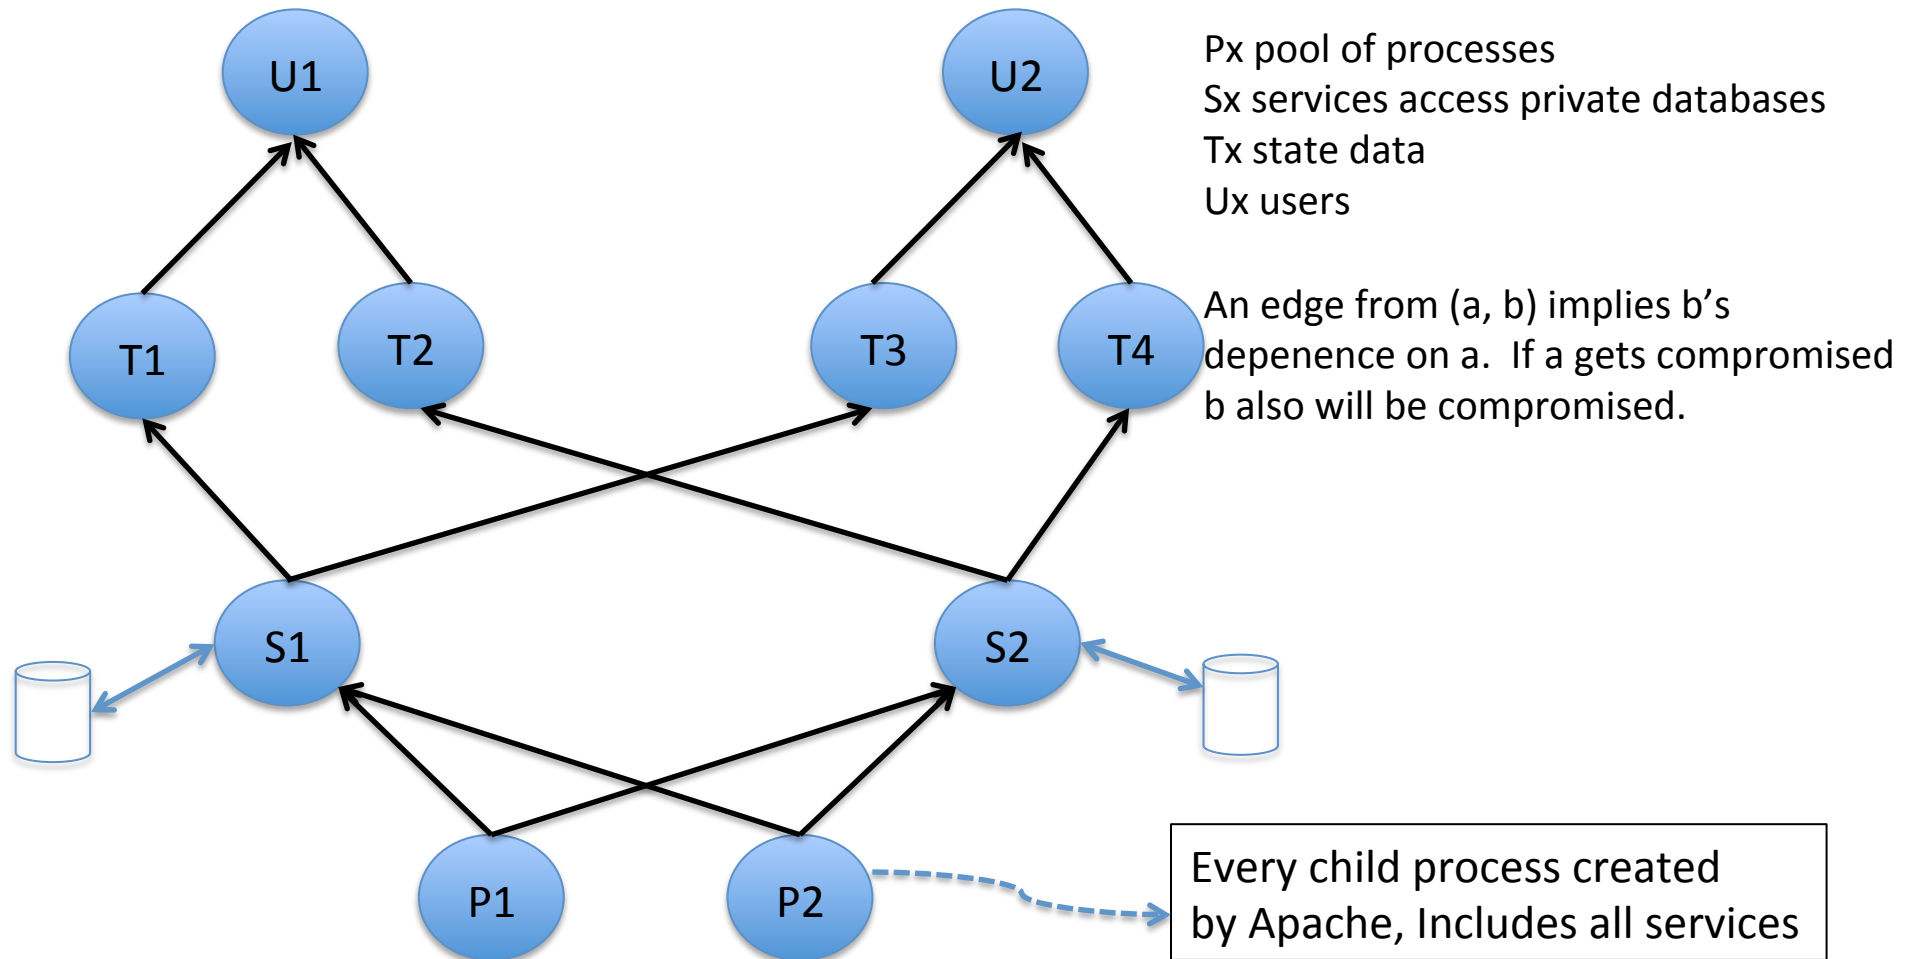 U1
U2
Px pool of processes
Sx services access private databases
Tx state data
Ux users
An edge from (a, b) implies b’s
depenence on a.  If a gets compromised
b also will be compromised.
T1
T2
T3
T4
S1
S2
P1
P2
Every child process created
by Apache, Includes all services